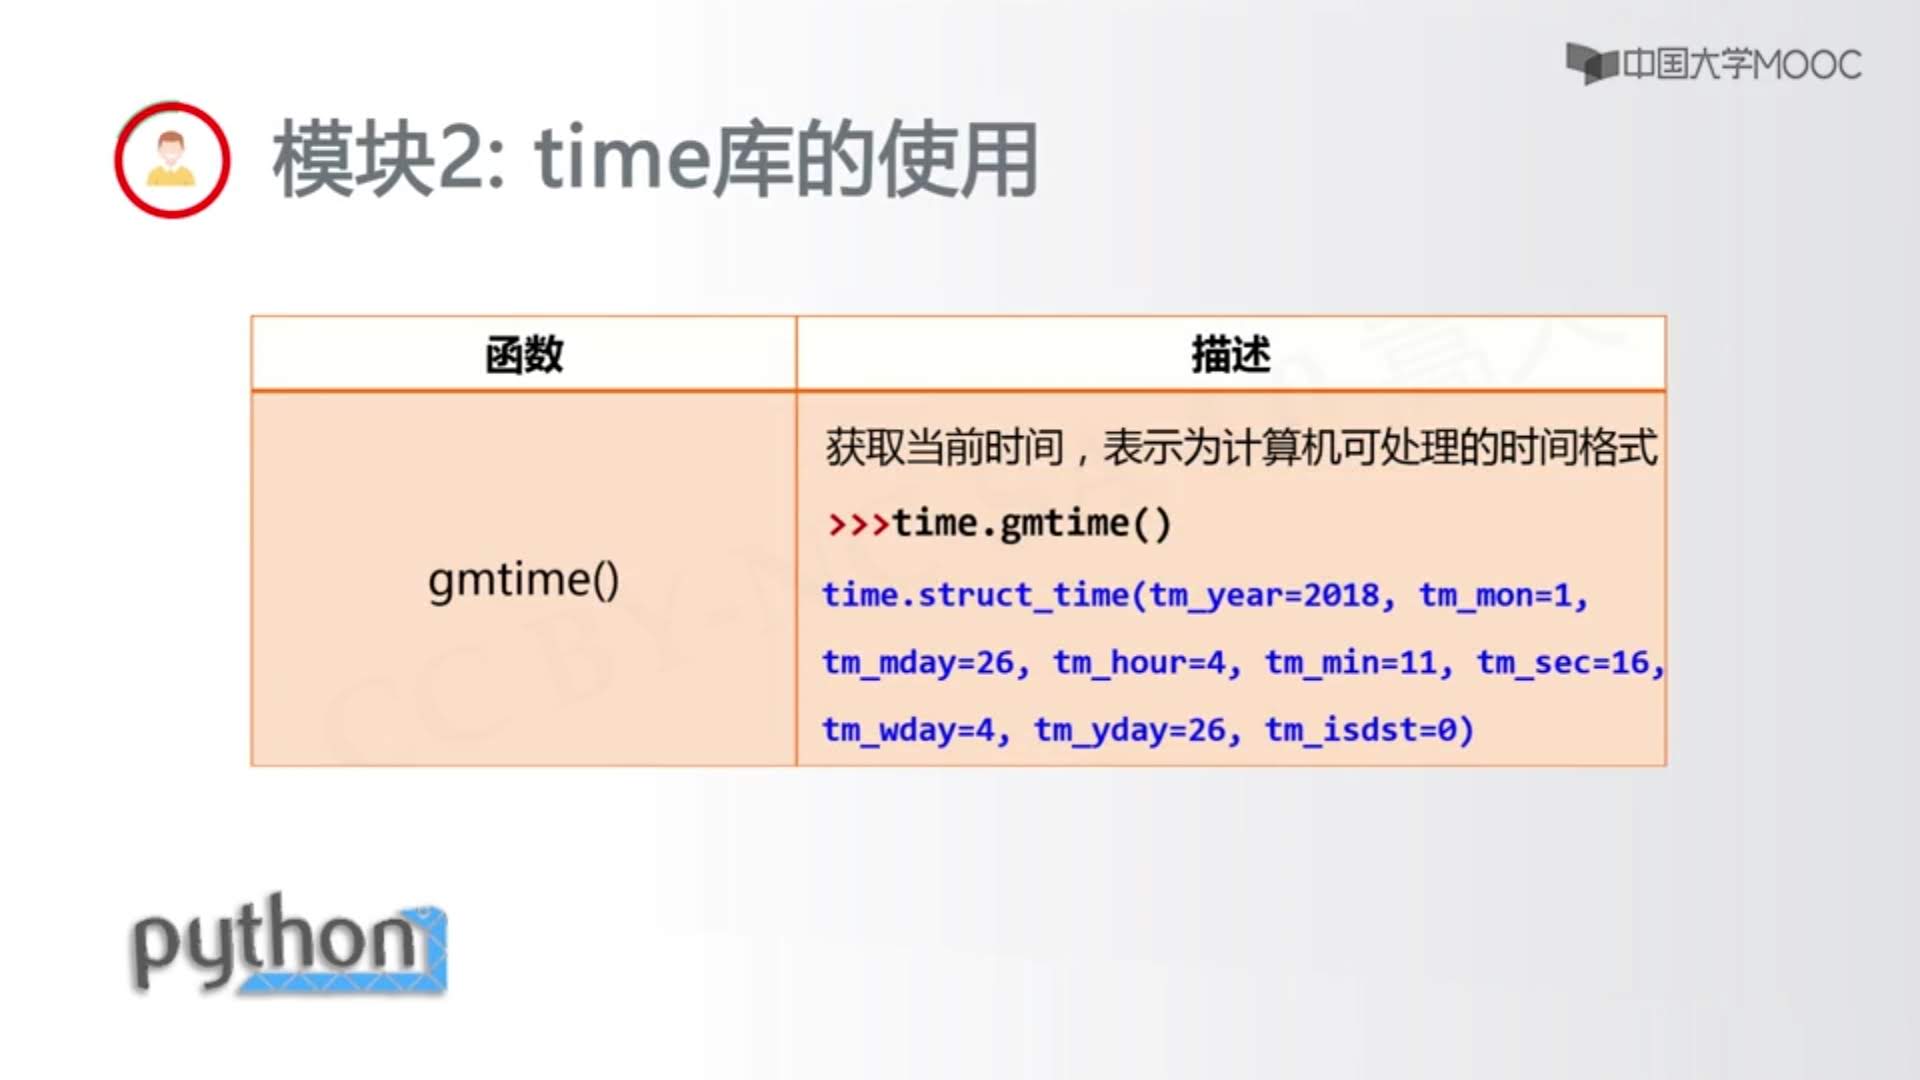 中国大学MOOC
模块2: time库的使用
函数
描述
获取当前时间，表示为计算机可处理的时间格式
gmtime()
>>>time.gmtime()
time.struct_time(tm_year=2018, tm_mon=1,
tm_mday=26, tm_hour=4, tm_min=11, tm_sec=16,
tm_wday=4, tm_yday=26, tm_isdst=0)
CC BY-NC
python